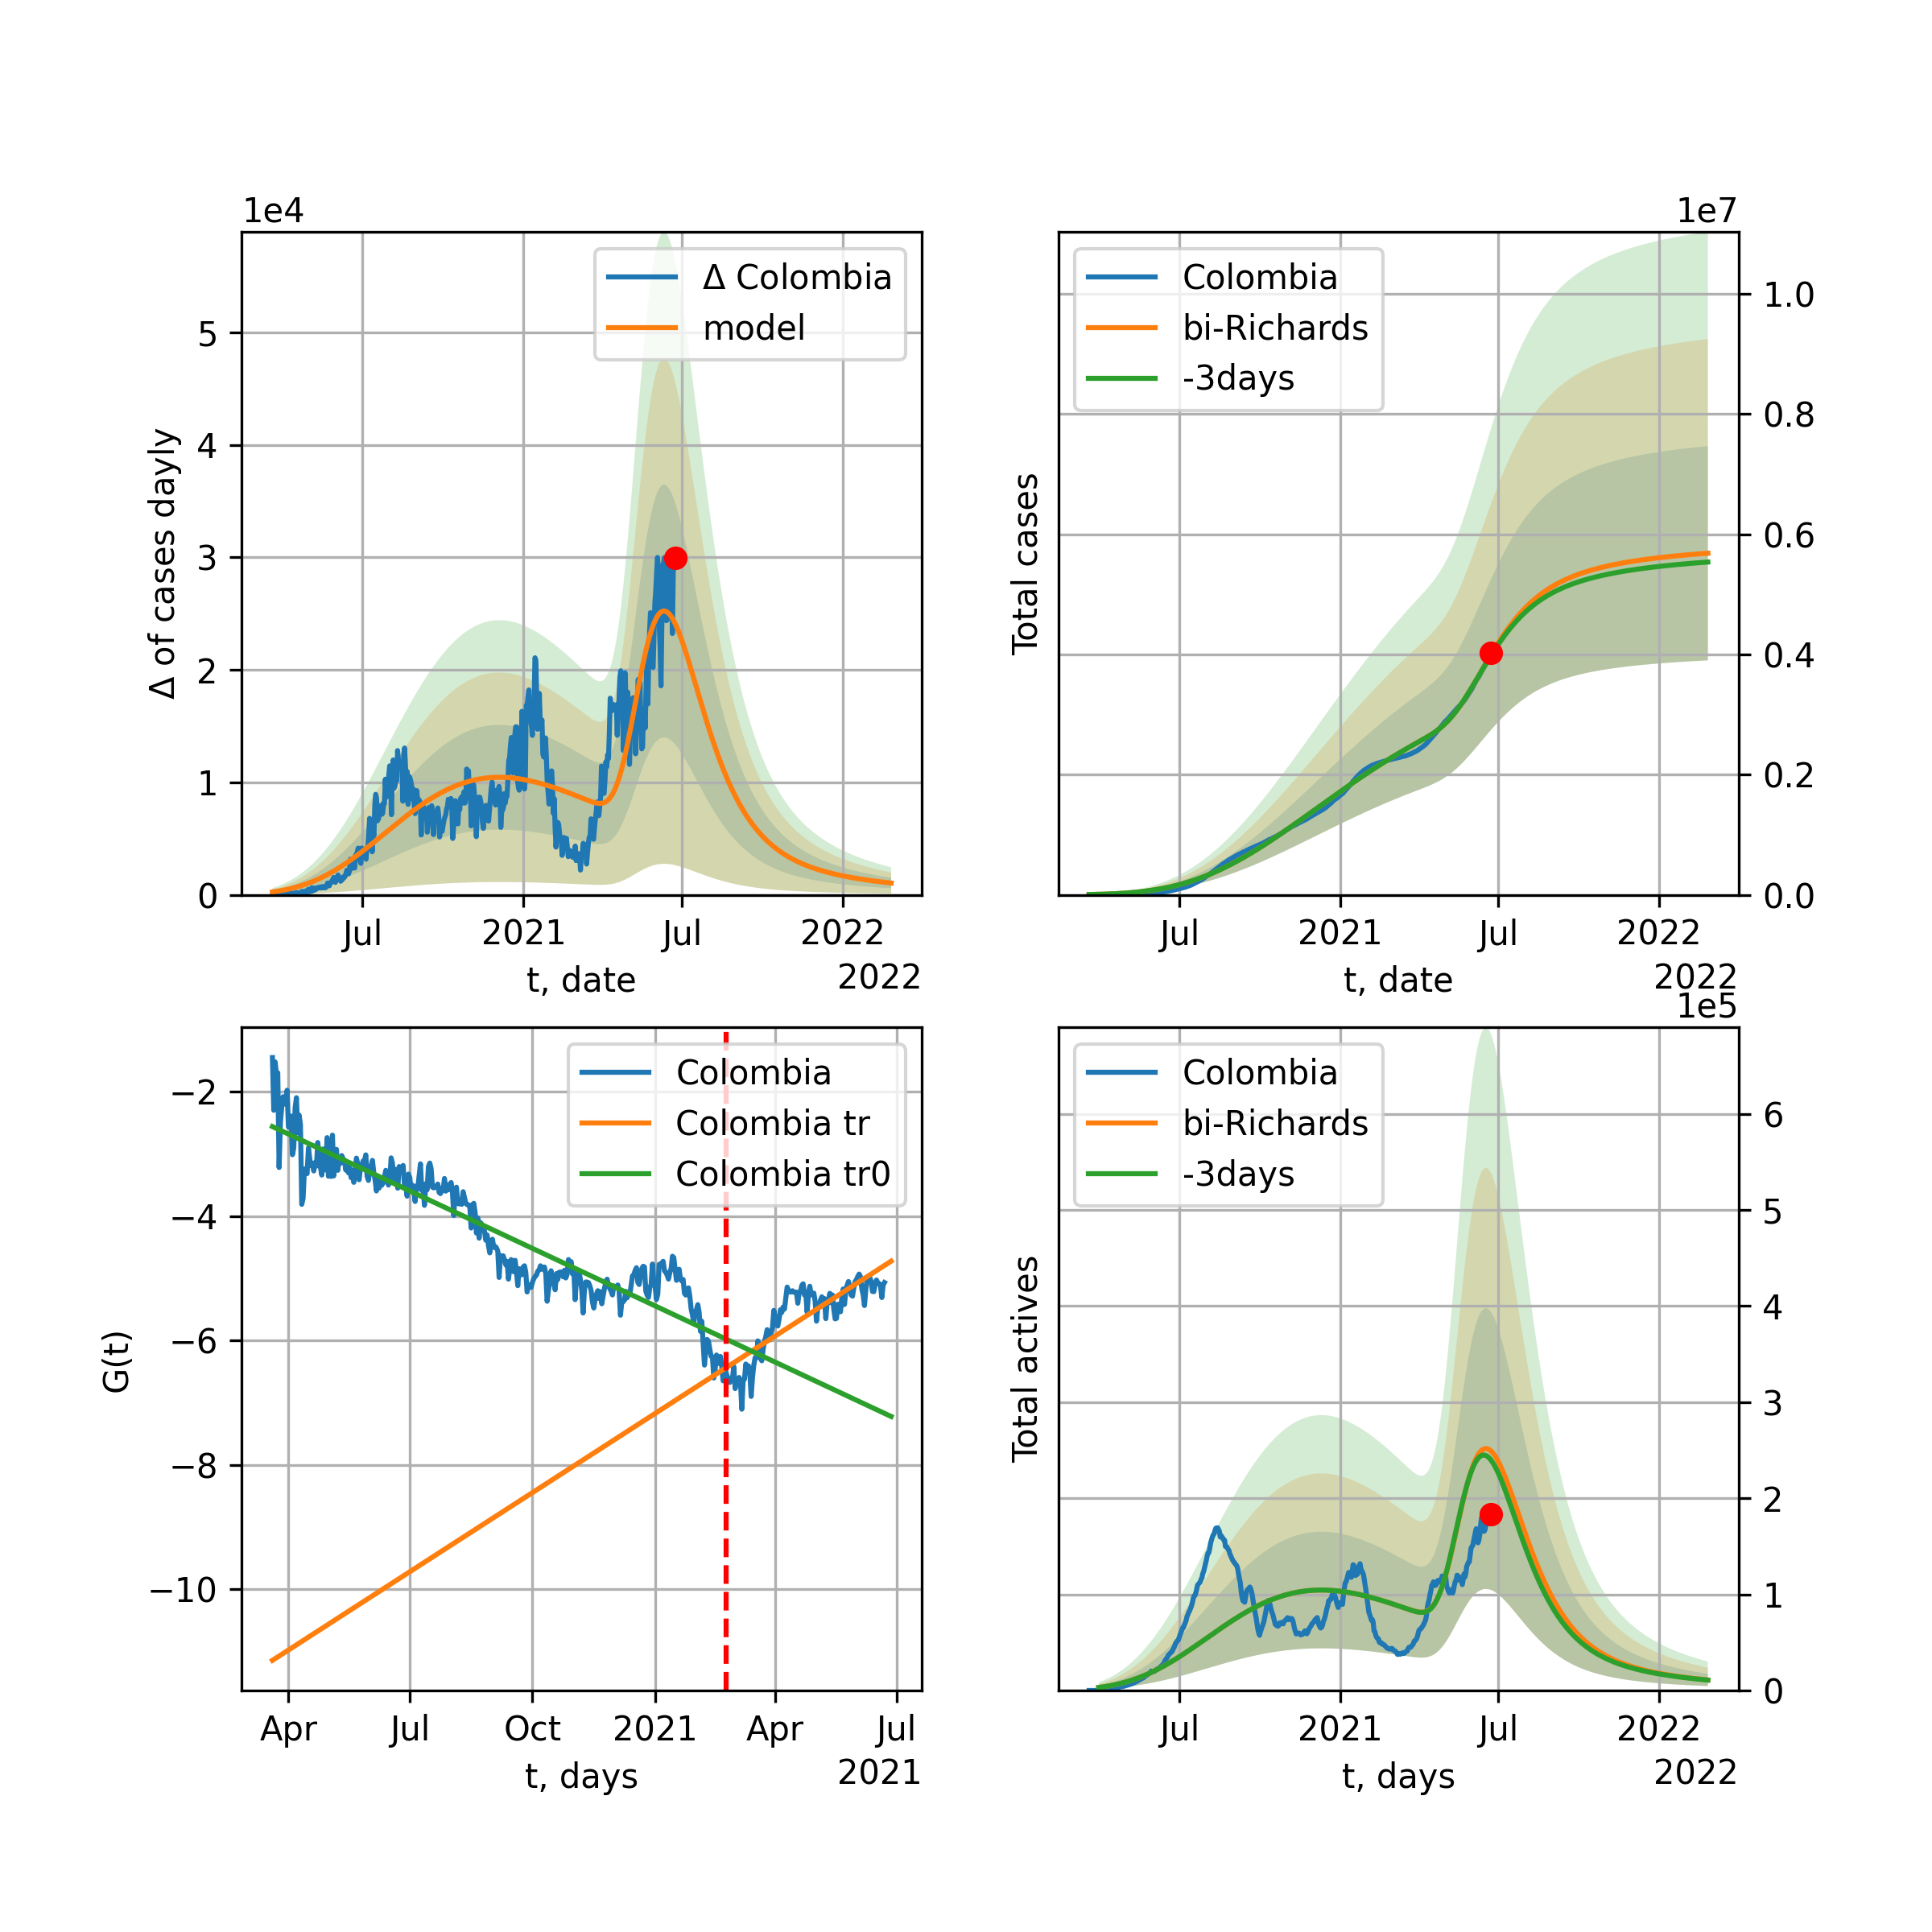 1e4
Δ Colombia
model
5
4
3
2
1
0
Δ of cases dayly
Jul
2021
Jul
2022
t, date
2022
1e7
Colombia
bi-Richards
-3days
1.0
0.8
0.6
0.4
0.2
0.0
Total cases
Jul
2021
Jul
2022
t, date
2022
Colombia
Colombia tr
Colombia tr0
−2
−4
−6
−8
−10
G(t)
Apr
Jul
Oct
2021
Apr
Jul
t, days
2021
1e5
Colombia
bi-Richards
-3days
6
5
4
3
2
1
0
Total actives
Jul
2021
Jul
2022
t, days
2022